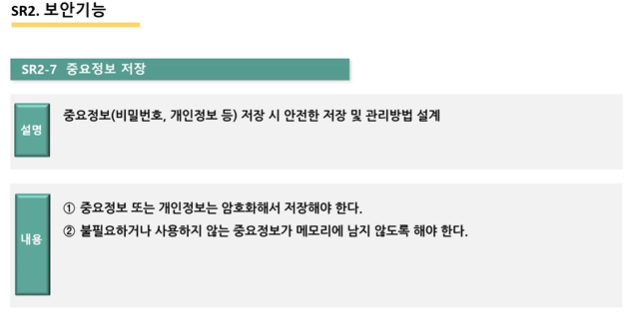 SR2. 보안기능
SR2-7 중요정보 저장
설명
중요정보(비밀번호, 개인정보 등) 저장 시 안전한 저장 및 관리방법 설계
내용
① 중요정보 또는 개인정보는 암호화해서 저장해야 한다.
② 불필요하거나 사용하지 않는 중요정보가 메모리에 남지 않도록 해야 한다.